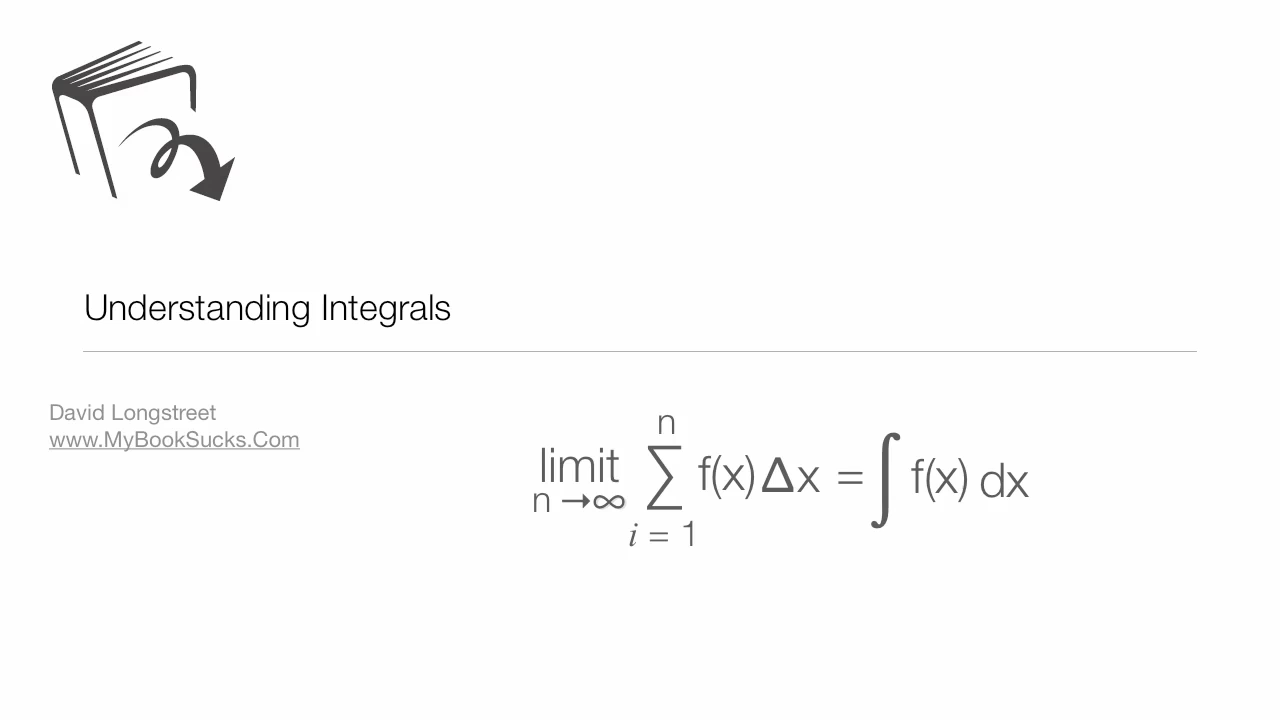 Understanding Integrals
David Longstreet
www.MyBookSucks.Com
limit n→∞ n ∑ i = 1 f(x) Δx = ∫ f(x) dx